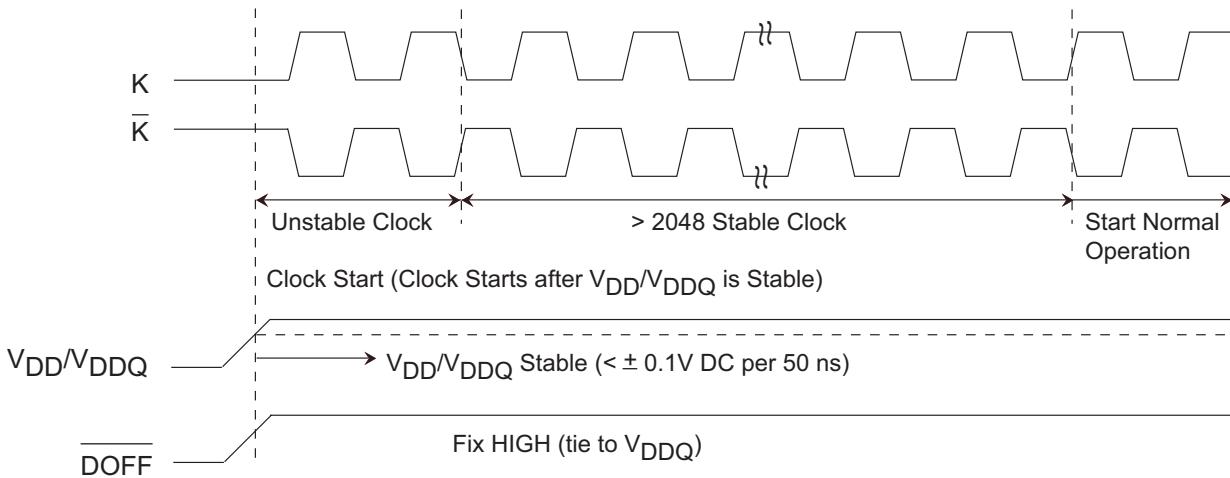 K
K
Unstable Clock
> 2048 Stable Clock
Start Normal
Operation
Clock Start (Clock Starts after VDD/VDDQ is Stable)
VDD/VDDQ
VDD/VDDQ Stable (< ± 0.1V DC per 50 ns)
Fix HIGH (tie to VDDQ)
DOFF